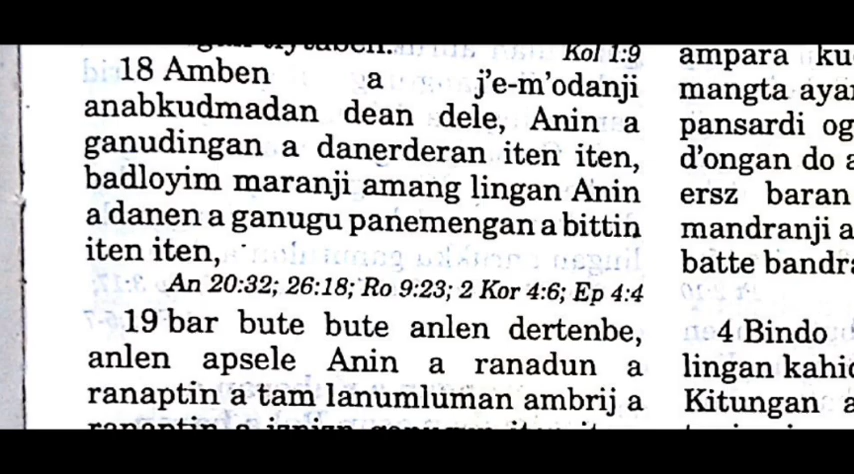 Kol 1:9
18 Amben a j'e-m'odanji
anabkudmadan dean dele, Anin a
ganudingan a danerderan iten iten,
badloyim maranji amang lingan Anin
a danen a ganugu panemengan a bittin
iten iten,
An 20:32; 26:18; Ro 9:23; 2 Kor 4:6; Ep 4:4
19 bar bute bute anlen dertenbe,
anlen apsele Anin a ranadun a
ranaptin a tam lanumluman ambrij a
ampara
mangta
pansardi
d'ongan do
ersz baran
mandranji a
batte
4 Bindo
lingan
Kitungan a